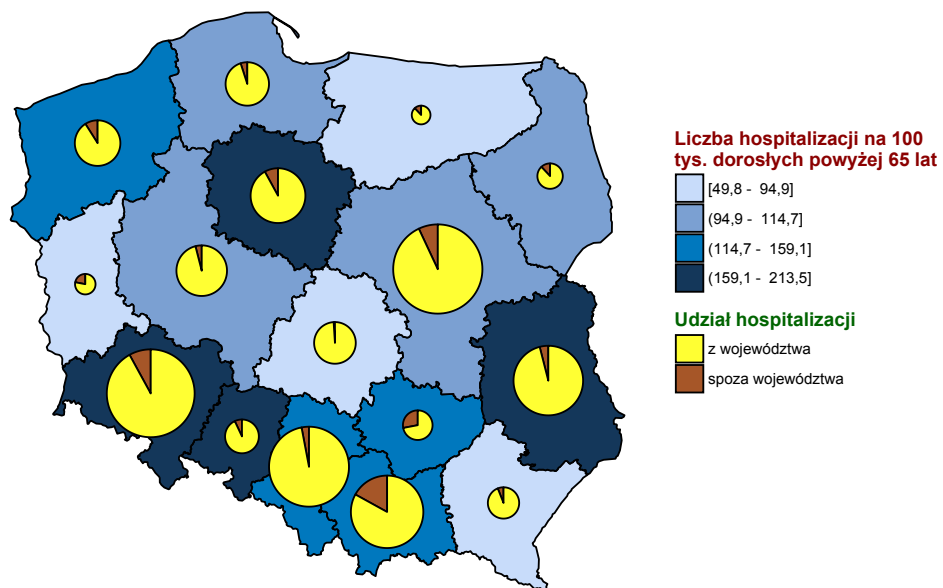 Liczba hospitalizacji na 100
tys. dorosłych powyżej 65 lat
[49,8 - 94,9]
(94,9 - 114,7]
(114,7 - 159,1]
(159,1 - 213,5]
Udział hospitalizacji
z województwa
spoza województwa